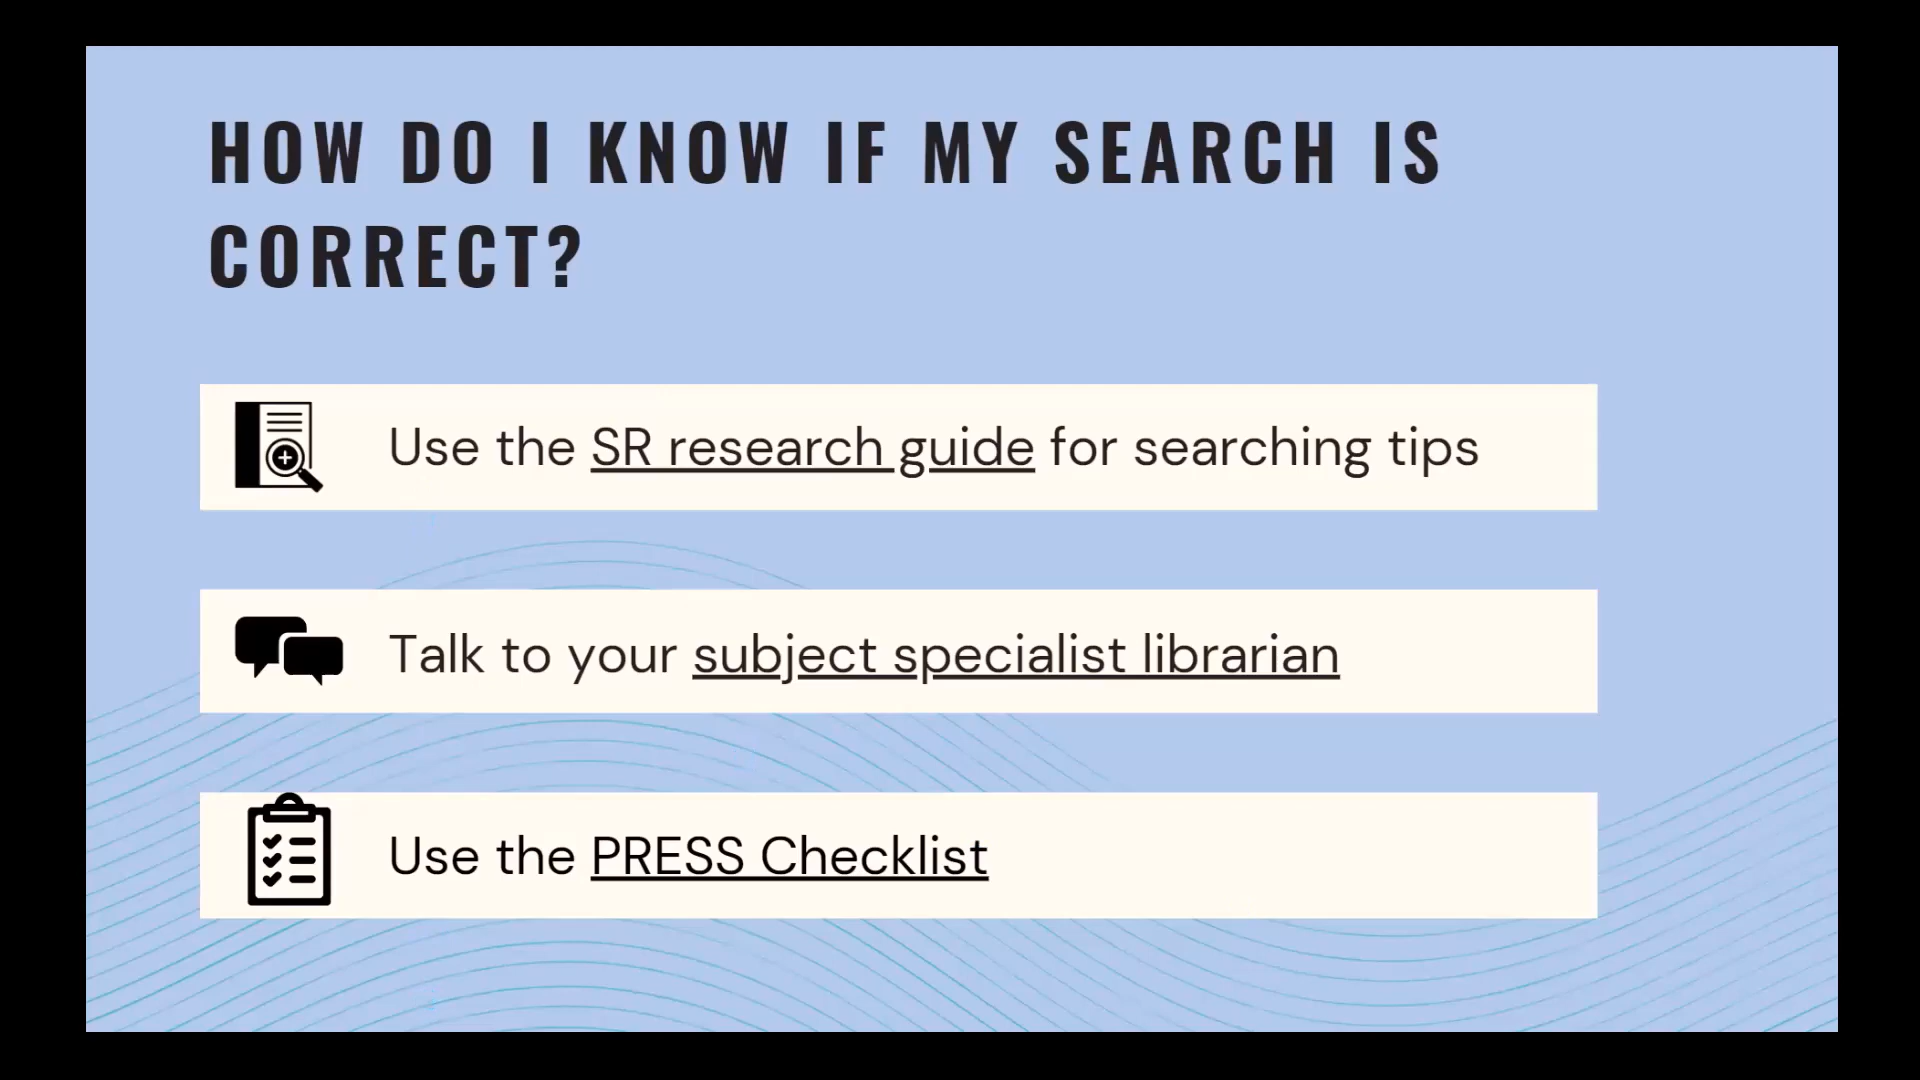 HOW DO I KNOW IF MY SEARCH IS
CORRECT?
Use the SR research guide for searching tips
Talk to your subject specialist librarian
Use the PRESS Checklist